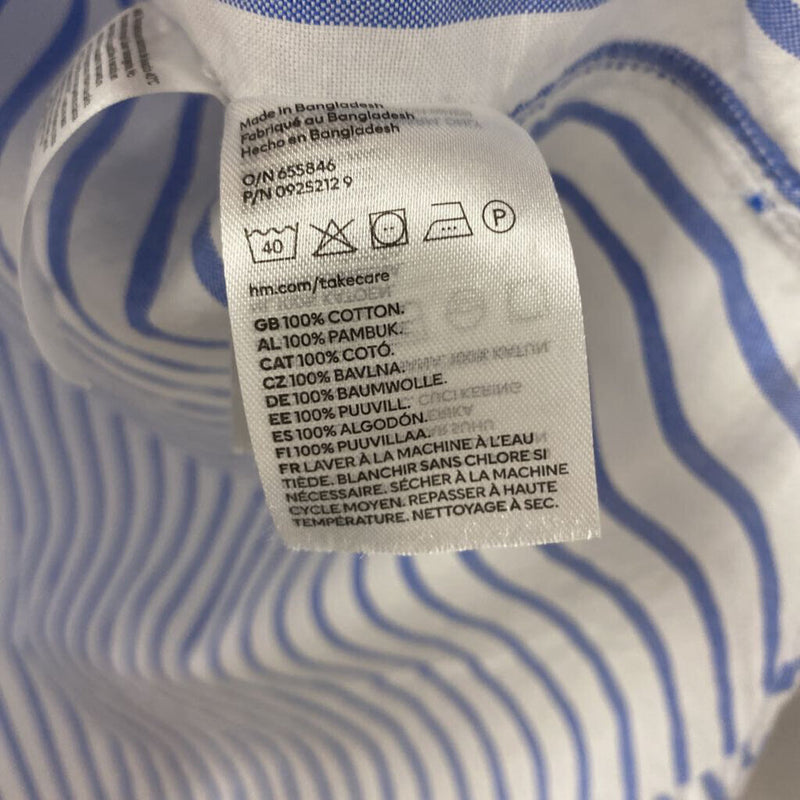 Made in Bangladesh
Fabriqué au Bangladesh
Hecho en Bangladesh
O/N 655846
P/N 0925212 9
40
P
hm.com/takecare
GB 100% COTTON.
AL 100% PAMBUK.
CAT 100% COTÓ.
CZ 100% BAVLNA.
DE 100% BAUMWOLLE.
EE 100% PUUVILL.
ES 100% ALGODÓN.
FI 100% PUUVILLAA.
FR LAVER À LA MACHINE À L'EAU
TIÈDE. BLANCHIR SANS CHLORE SI
NÉCESSAIRE. SÉCHER À LA MACHINE
CYCLE MOYEN. REPASSER À HAUTE
TEMPÉRATURE. NETTOYAGE À SEC.